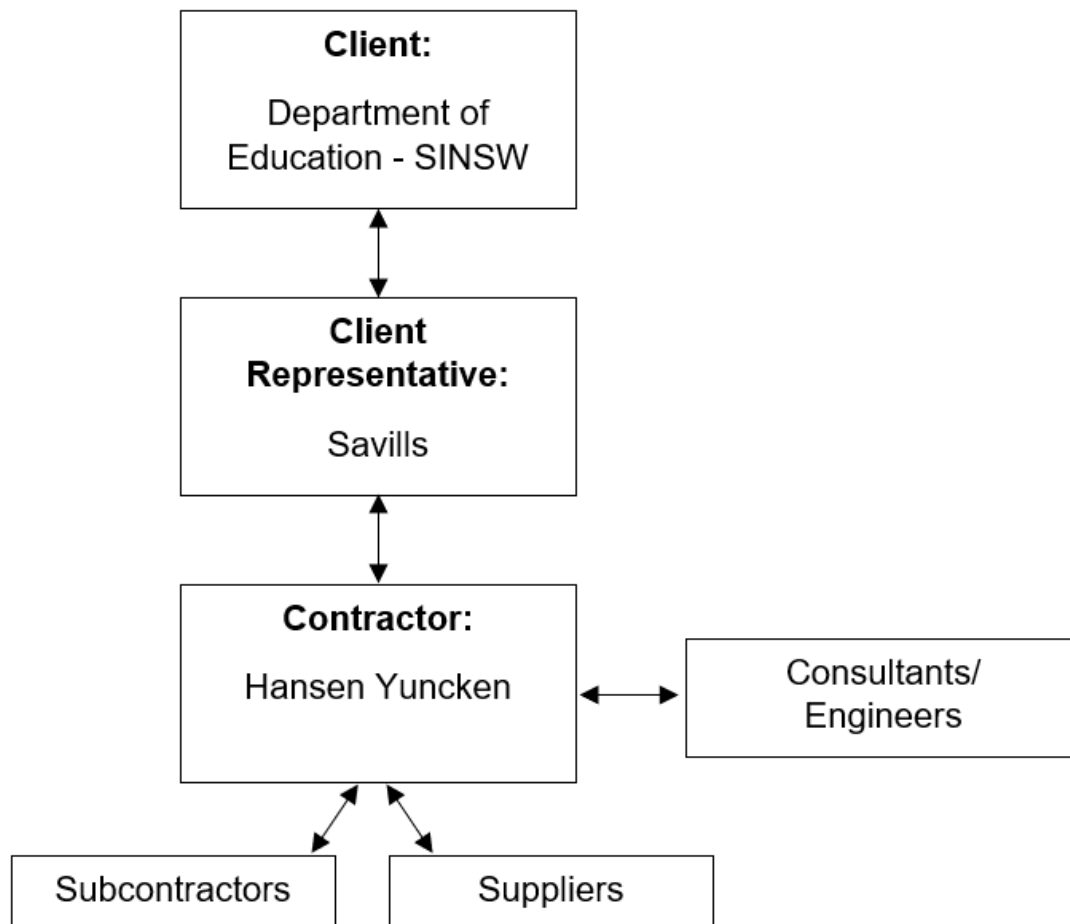 Client:
Department of
Education - SINSW
Client
Representative:
Savills
Contractor:
Hansen Yuncken
Consultants/
Engineers
Subcontractors
Suppliers